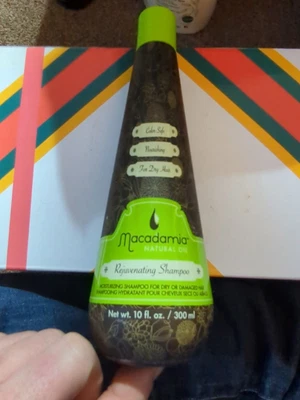 Color Safe
Nourishing
For Dry Hair
Macadamia
NATURAL OIL
Rejuvenating Shampoo
MOISTURIZING SHAMPOO FOR DRY OR DAMAGED HAIR
SHAMPOOING HYDRATANT POUR CHEVEUX SECS OU ABÎMÉS
Net wt. 10 fl. oz. / 300 ml